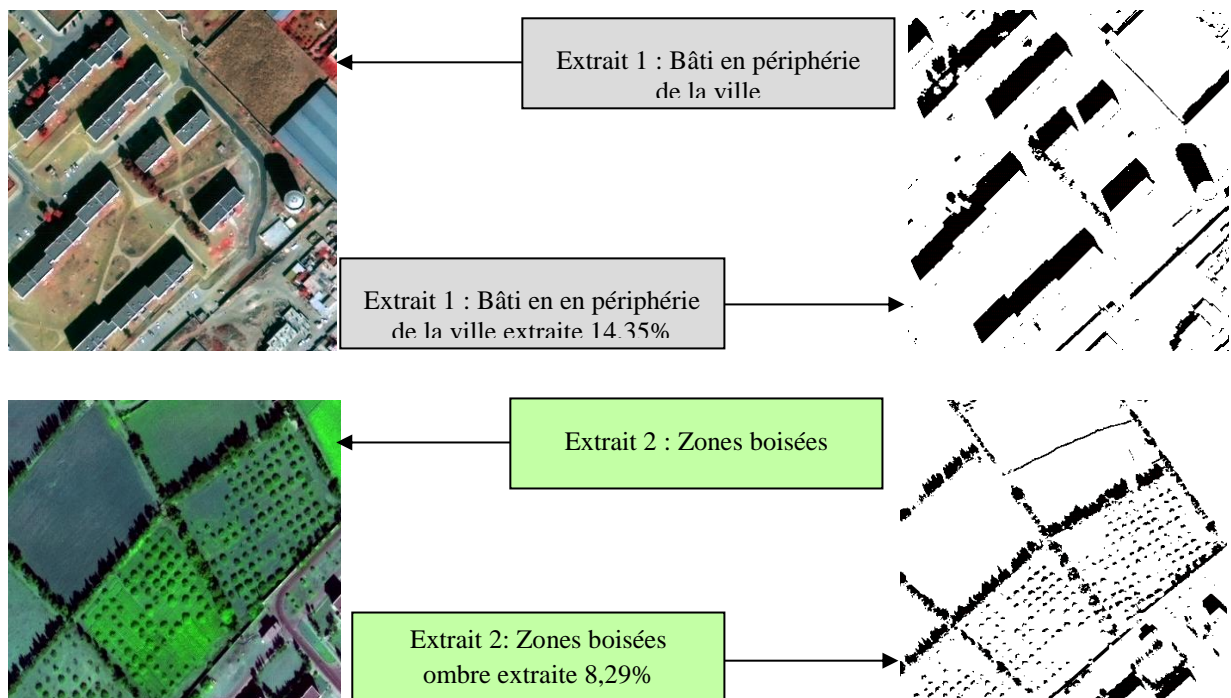 Extrait 1 : Bâti en périphérie
de la ville
Extrait 1 : Bâti en en périphérie
de la ville extraite 14.35%
Extrait 2 : Zones boisées
Extrait 2: Zones boisées
ombre extraite 8,29%